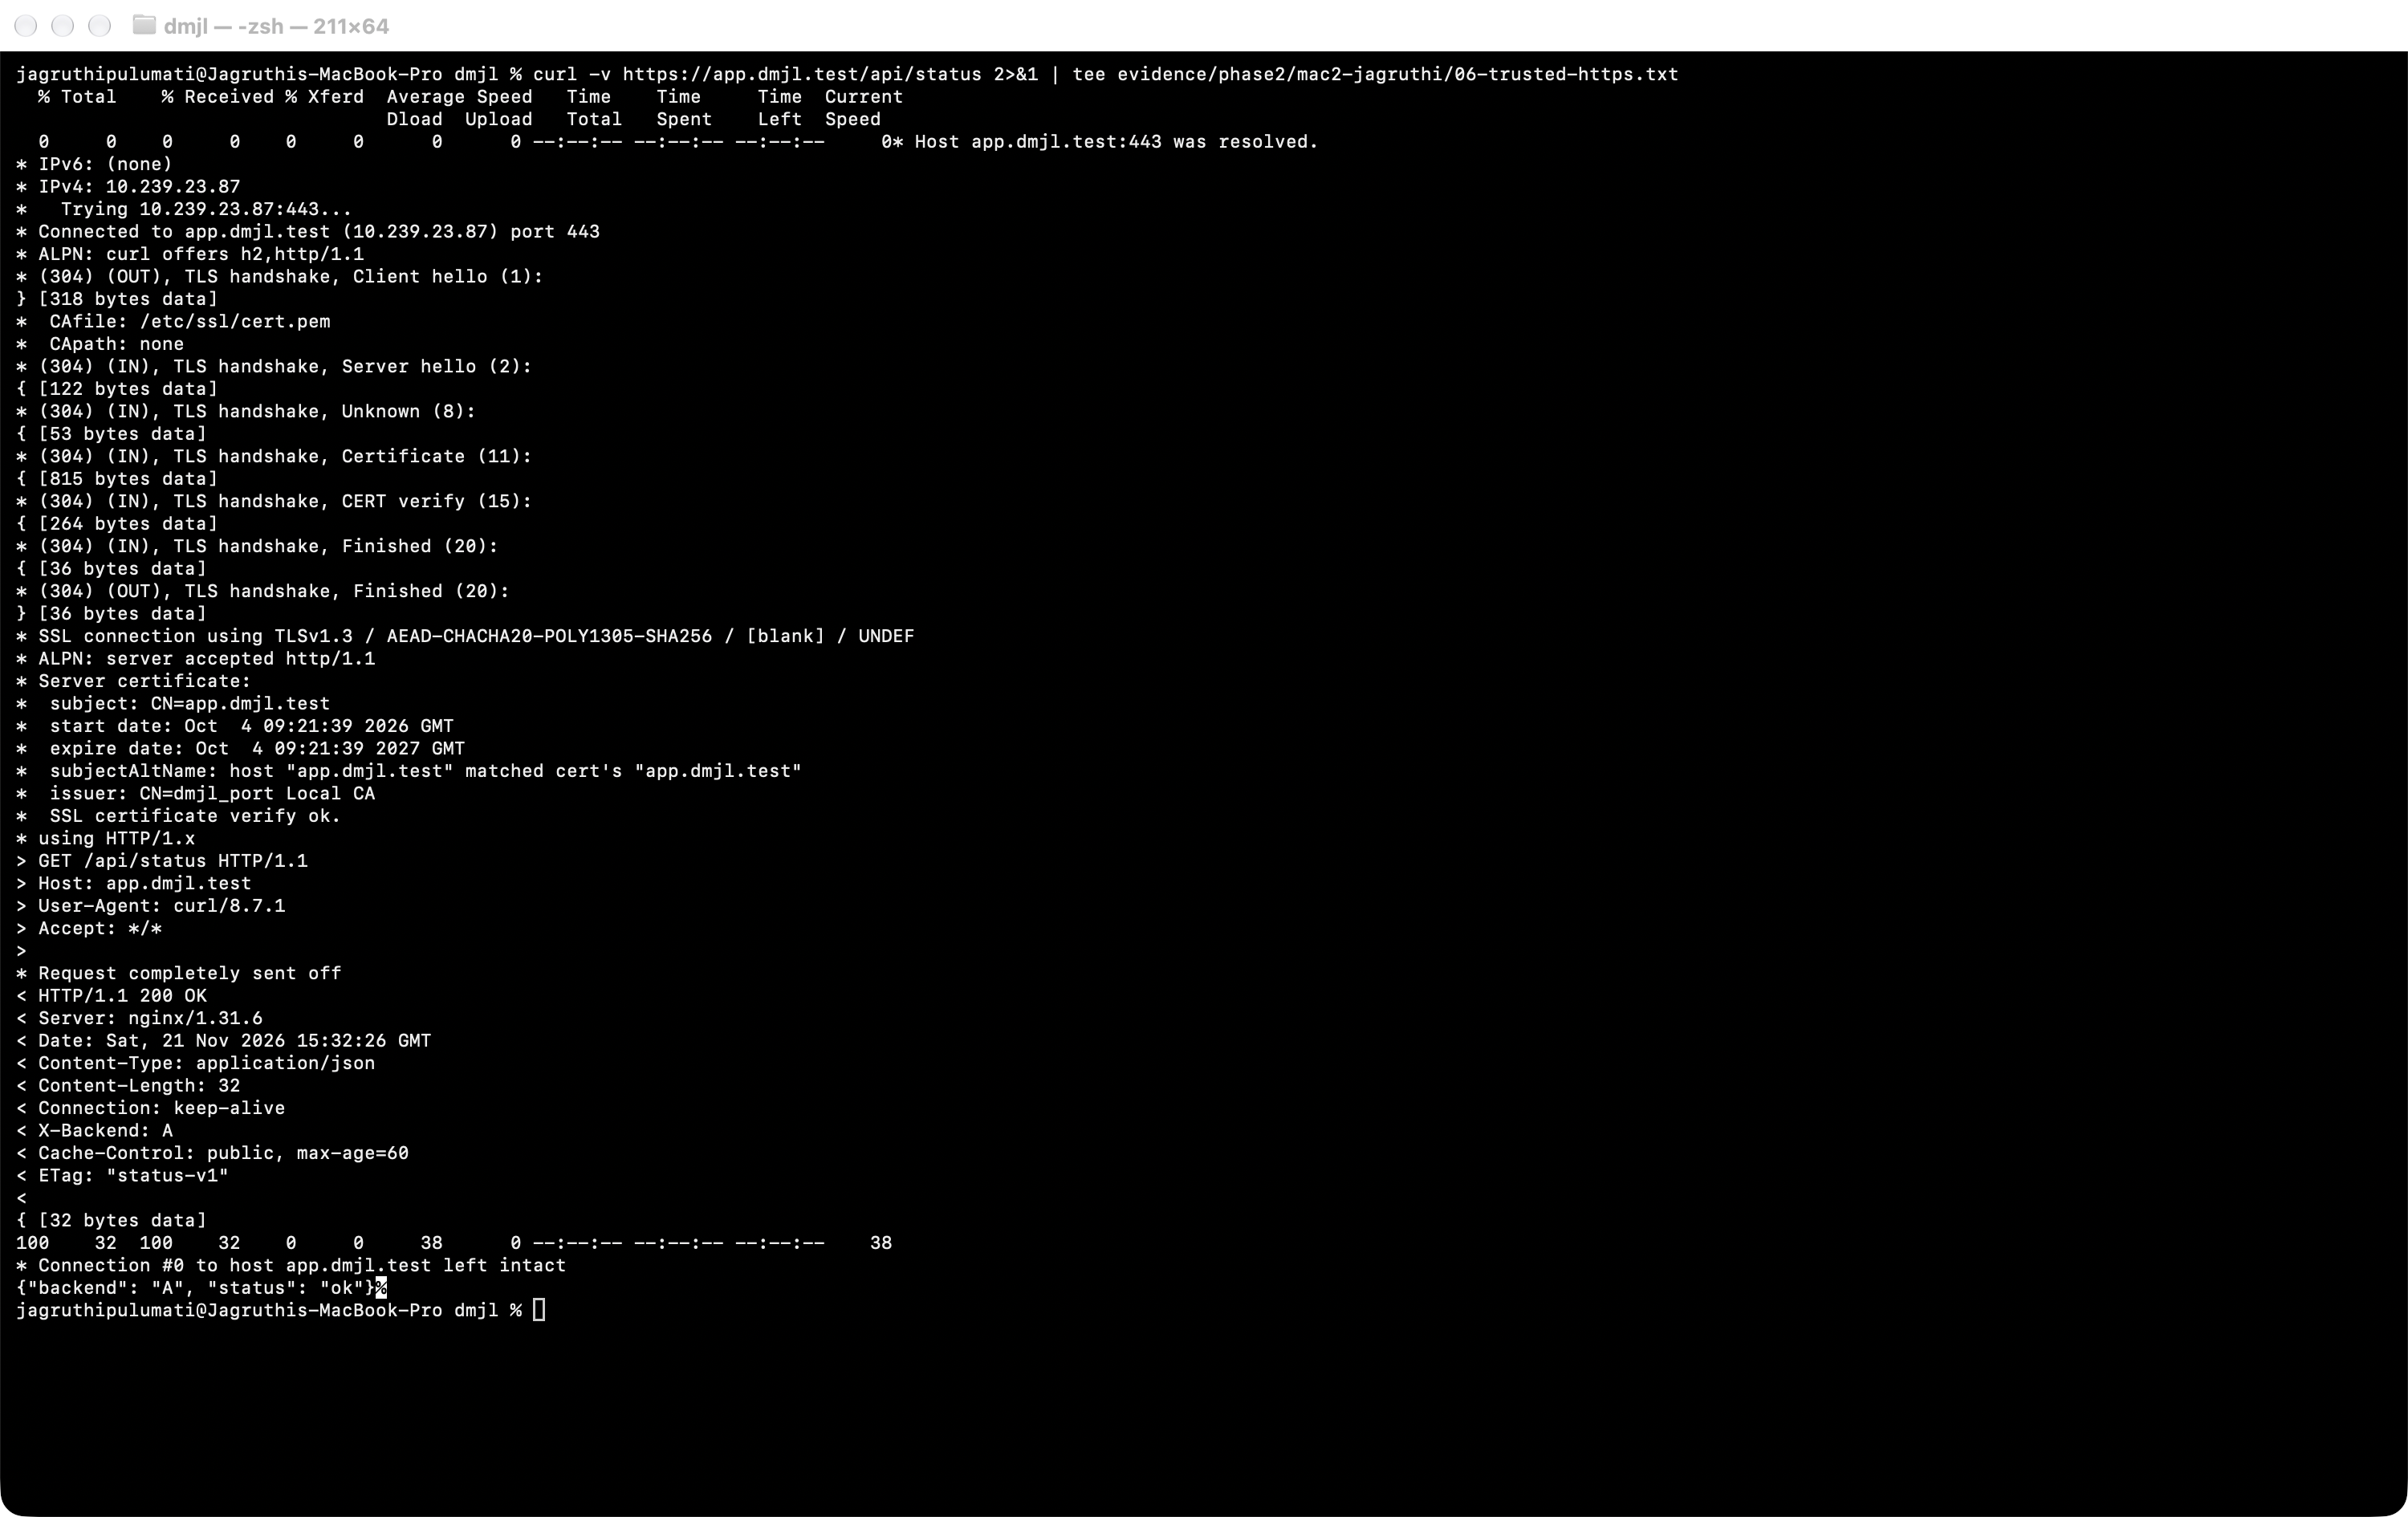 dmjl — -zsh — 211×64
jagruthipulumati@Jagruthis-MacBook-Pro dmjl % curl -v https://app.dmjl.test/api/status 2>&1 | tee evidence/phase2/mac2-jagruthi/06-trusted-https.txt
  % Total    % Received % Xferd  Average Speed   Time    Time     Time  Current
                                 Dload  Upload   Total   Spent    Left  Speed
  0     0    0     0    0     0      0      0 --:--:-- --:--:-- --:--:--     0* Host app.dmjl.test:443 was resolved.
* IPv6: (none)
* IPv4: 10.239.23.87
*   Trying 10.239.23.87:443...
* Connected to app.dmjl.test (10.239.23.87) port 443
* ALPN: curl offers h2,http/1.1
* (304) (OUT), TLS handshake, Client hello (1):
} [318 bytes data]
*  CAfile: /etc/ssl/cert.pem
*  CApath: none
* (304) (IN), TLS handshake, Server hello (2):
{ [122 bytes data]
* (304) (IN), TLS handshake, Unknown (8):
{ [53 bytes data]
* (304) (IN), TLS handshake, Certificate (11):
{ [815 bytes data]
* (304) (IN), TLS handshake, CERT verify (15):
{ [264 bytes data]
* (304) (IN), TLS handshake, Finished (20):
{ [36 bytes data]
* (304) (OUT), TLS handshake, Finished (20):
} [36 bytes data]
* SSL connection using TLSv1.3 / AEAD-CHACHA20-POLY1305-SHA256 / [blank] / UNDEF
* ALPN: server accepted http/1.1
* Server certificate:
*  subject: CN=app.dmjl.test
*  start date: Oct  4 09:21:39 2026 GMT
*  expire date: Oct  4 09:21:39 2027 GMT
*  subjectAltName: host "app.dmjl.test" matched cert's "app.dmjl.test"
*  issuer: CN=dmjl_port Local CA
*  SSL certificate verify ok.
* using HTTP/1.x
> GET /api/status HTTP/1.1
> Host: app.dmjl.test
> User-Agent: curl/8.7.1
> Accept: */*
>
* Request completely sent off
< HTTP/1.1 200 OK
< Server: nginx/1.31.6
< Date: Sat, 21 Nov 2026 15:32:26 GMT
< Content-Type: application/json
< Content-Length: 32
< Connection: keep-alive
< X-Backend: A
< Cache-Control: public, max-age=60
< ETag: "status-v1"
<
{ [32 bytes data]
100    32  100    32    0     0     38      0 --:--:-- --:--:-- --:--:--    38
* Connection #0 to host app.dmjl.test left intact
{"backend": "A", "status": "ok"}%
jagruthipulumati@Jagruthis-MacBook-Pro dmjl %